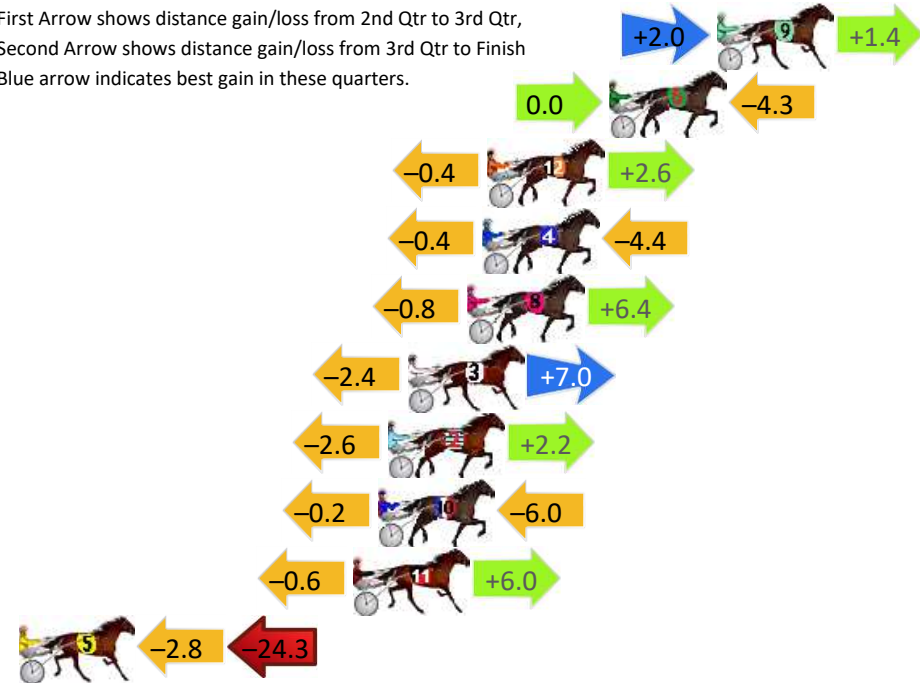 First Arrow shows distance gain/loss from 2nd Qtr to 3rd Qtr,
Second Arrow shows distance gain/loss from 3rd Qtr to Finish
Blue arrow indicates best gain in these quarters.
+2.0 9 +1.4
0.0 –4.3
–0.4 12 +2.6
–0.4 4 –4.4
–0.8 8 +6.4
–2.4 3 +7.0
–2.6 2 +2.2
–0.2 10 –6.0
–0.6 11 +6.0
5 –2.8 –24.3